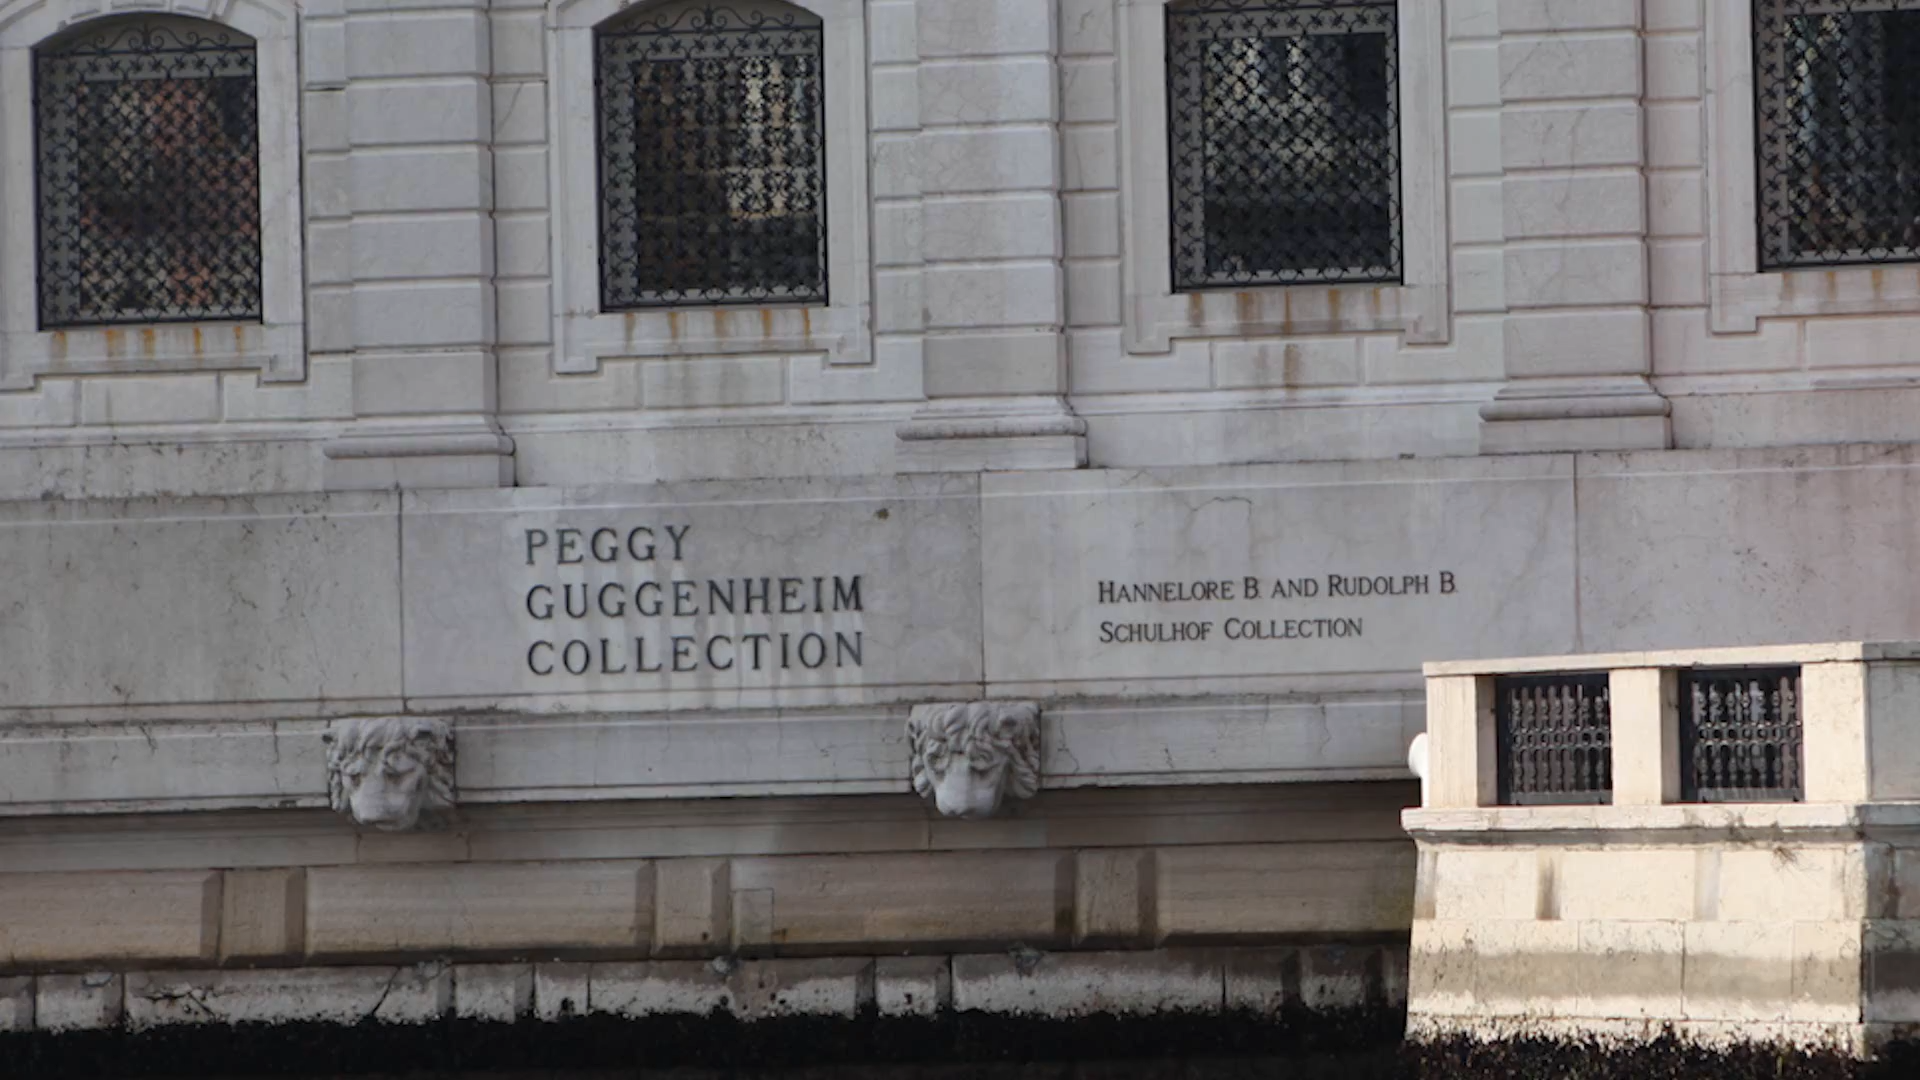 PEGGY
GUGGENHEIM
COLLECTION
HANNELORE B. AND RUDOLPH B.
SCHULHOF COLLECTION